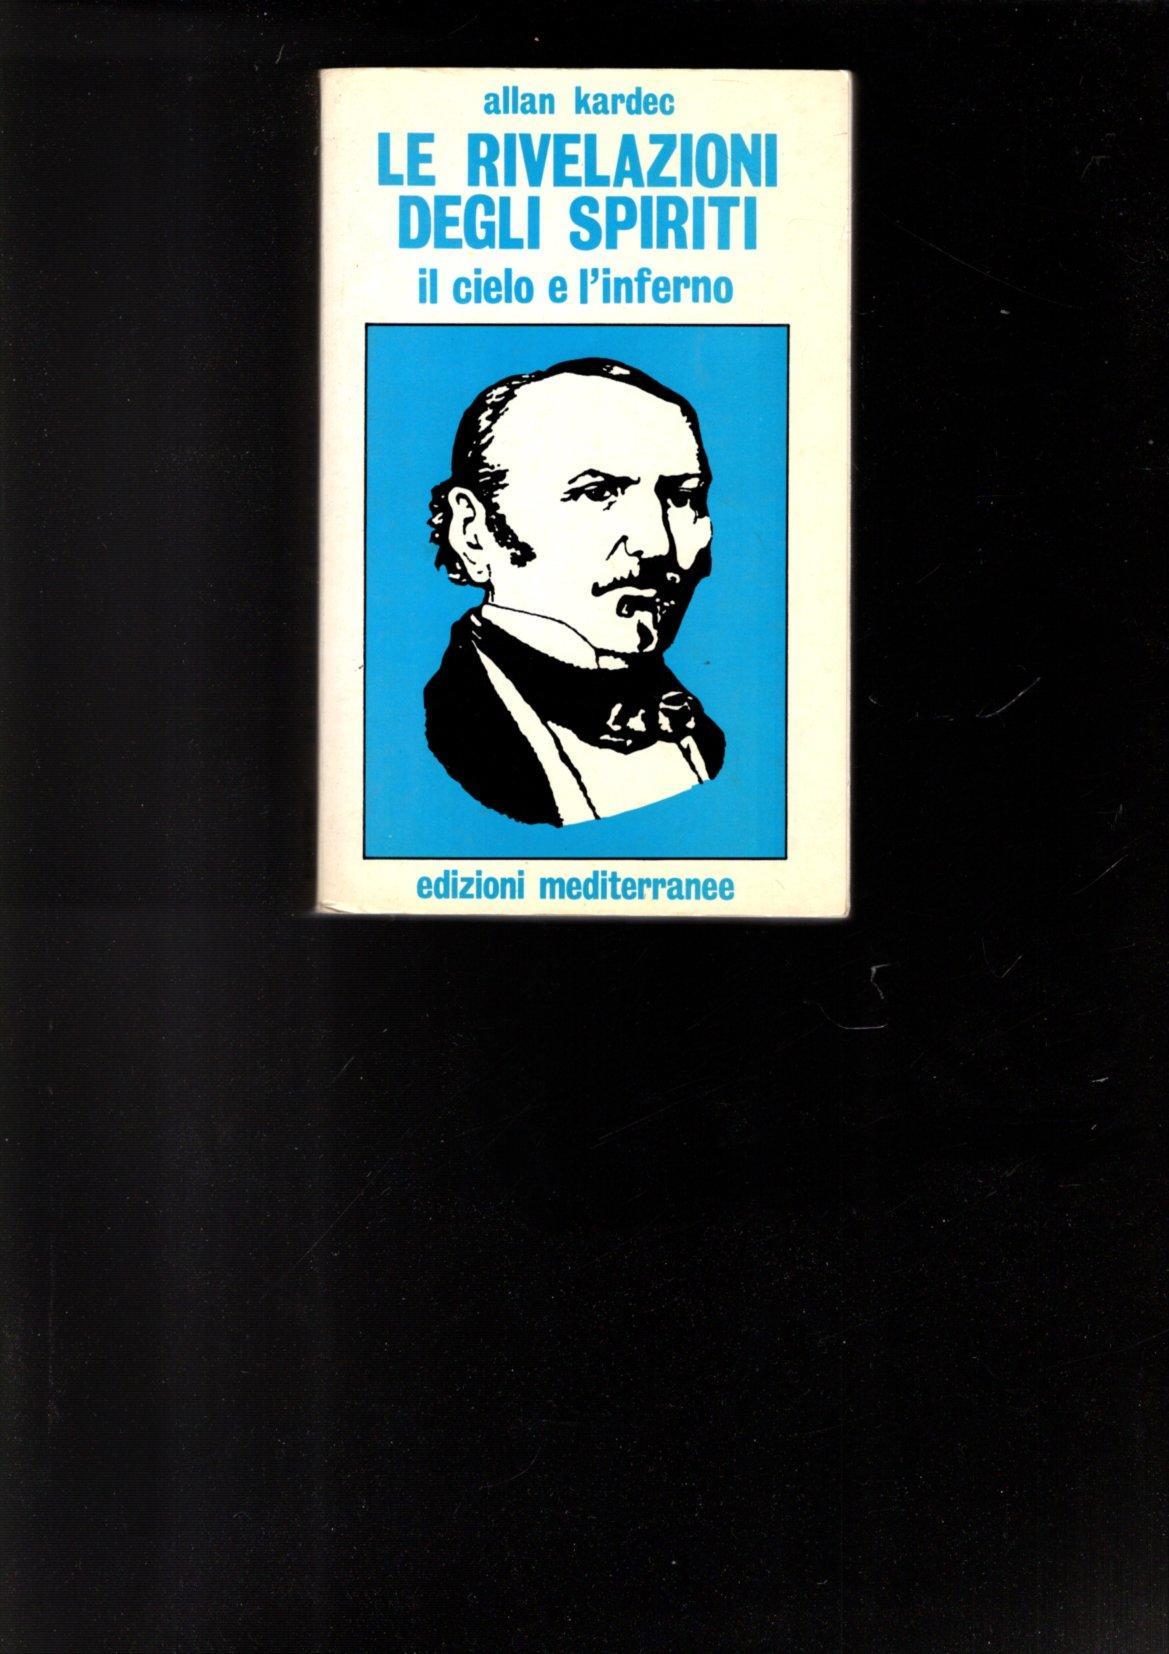 allan kardec
LE RIVELAZIONI
DEGLI SPIRITI
il cielo e l'inferno
edizioni mediterranee